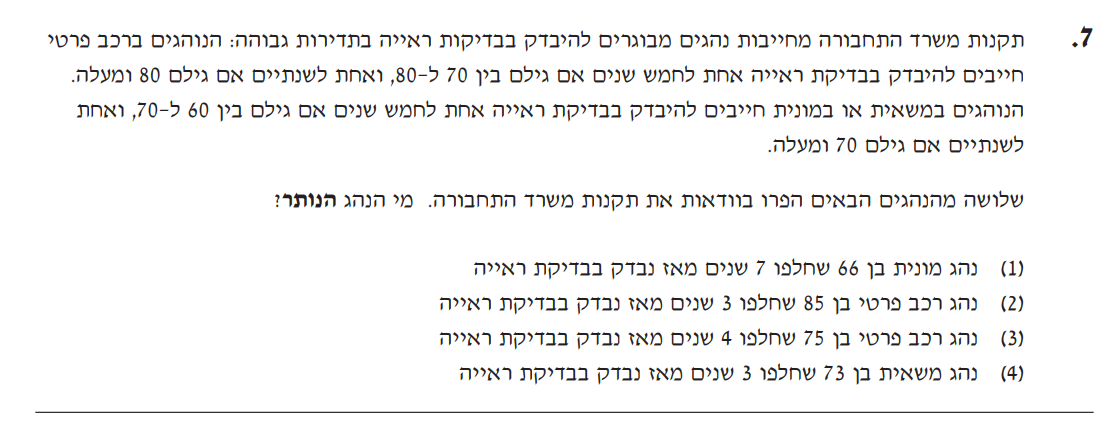 7. תקנות משרד התחבורה מחייבות נהגים מבוגרים להיבדק בבדיקות ראייה בתדירות גבוהה: הנוהגים ברכב פרטי
חייבים להיבדק בבדיקת ראייה אחת לחמש שנים אם גילם בין 70 ל-80, ואחת לשנתיים אם גילם 80 ומעלה.
הנוהגים במשאית או במונית חייבים להיבדק בבדיקת ראייה אחת לחמש שנים אם גילם בין 60 ל-70, ואחת
לשנתיים אם גילם 70 ומעלה.
שלושה מהנהגים הבאים הפרו בוודאות את תקנות משרד התחבורה. מי הנהג הנותר?
(1) נהג מונית בן 66 שחלפו 7 שנים מאז נבדק בבדיקת ראייה
(2) נהג רכב פרטי בן 85 שחלפו 3 שנים מאז נבדק בבדיקת ראייה
(3) נהג רכב פרטי בן 75 שחלפו 4 שנים מאז נבדק בבדיקת ראייה
(4) נהג משאית בן 73 שחלפו 3 שנים מאז נבדק בבדיקת ראייה